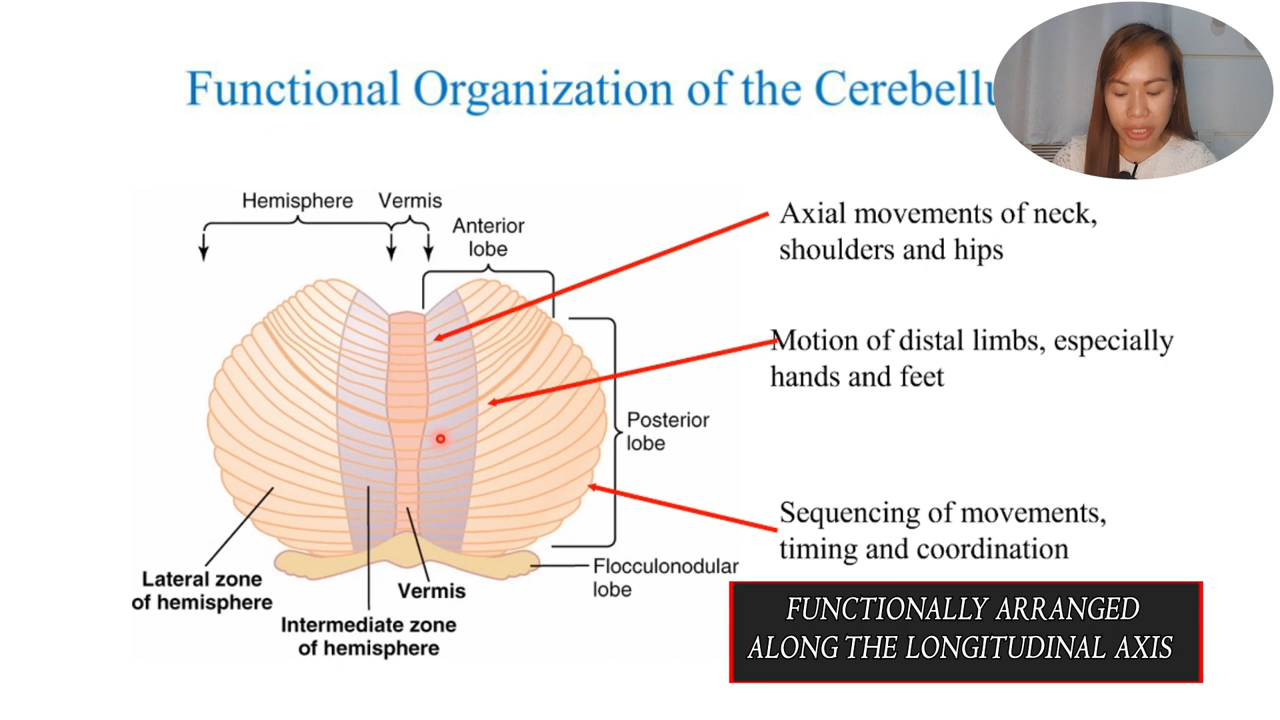 Functional Organization of the Cerebellu
Hemisphere
Vermis
Anterior
lobe
Axial movements of neck,
shoulders and hips
Motion of distal limbs, especially
hands and feet
Posterior
lobe
Sequencing of movements,
timing and coordination
Flocculonodular
lobe
Lateral zone
of hemisphere
Vermis
Intermediate zone
of hemisphere
FUNCTIONALLY ARRANGED
ALONG THE LONGITUDINAL AXIS